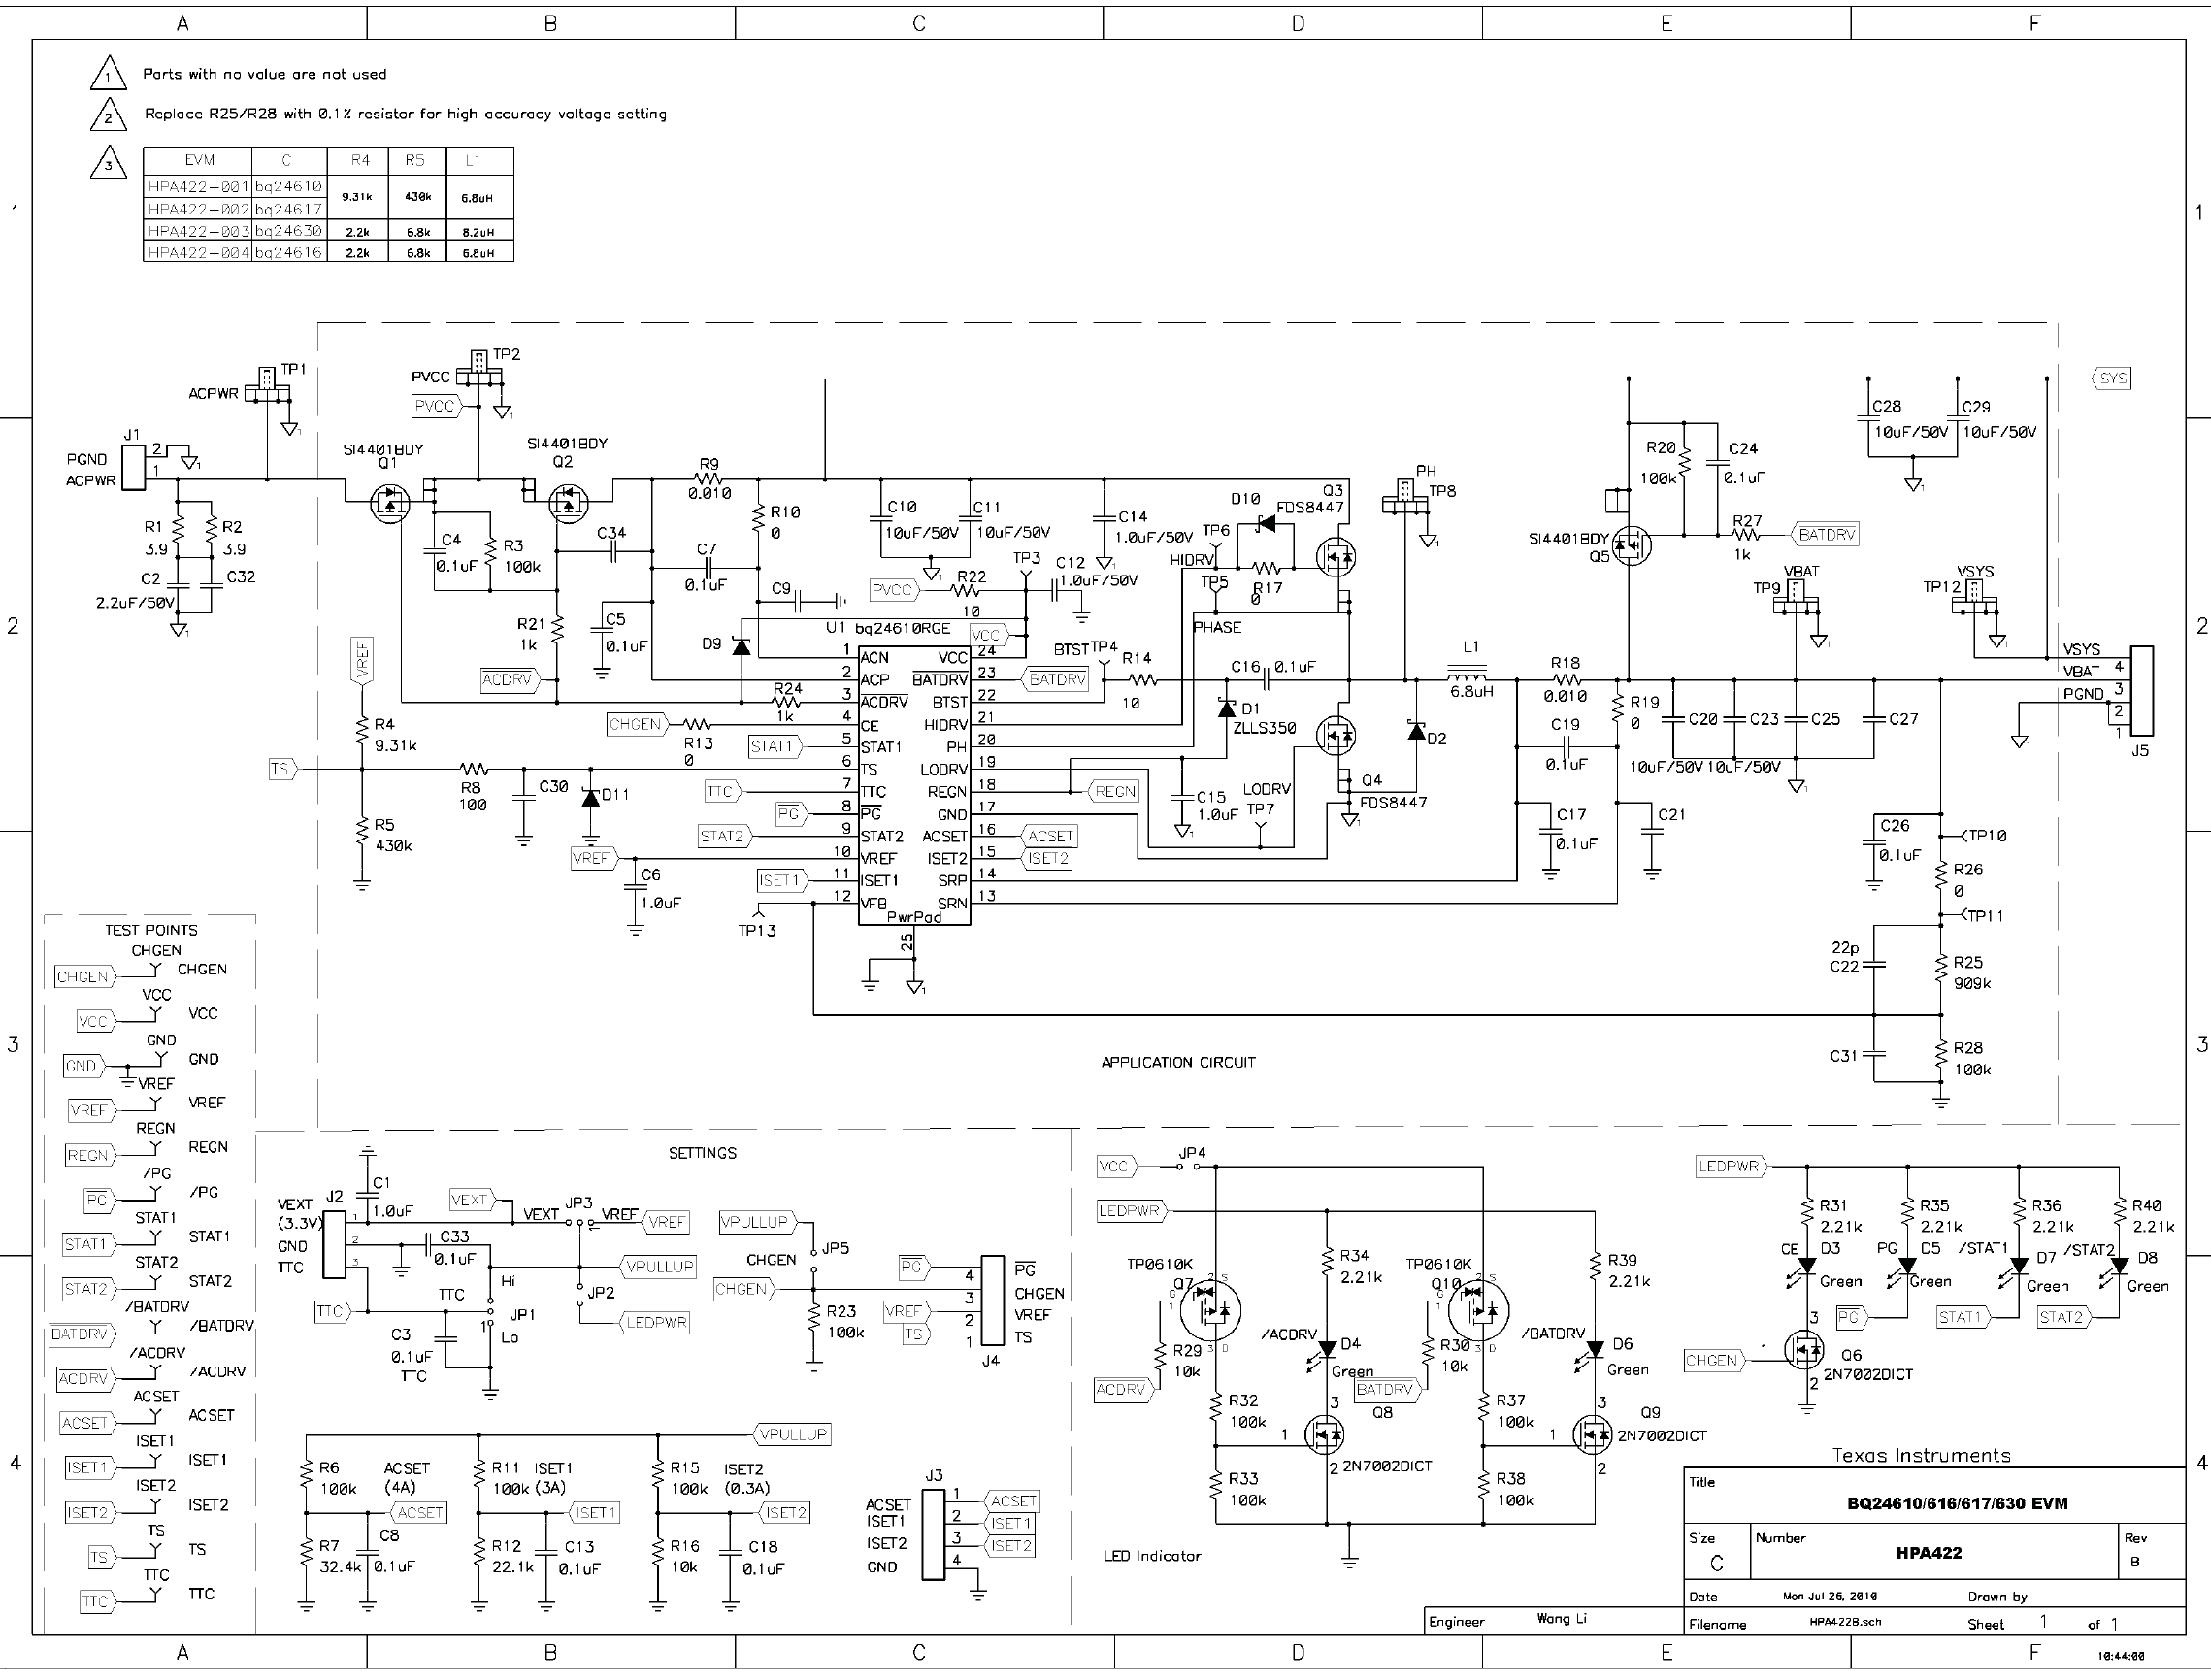 A B C D E F
1 Parts with no value are not used
2 Replace R25/R28 with 0.1% resistor for high accuracy voltage setting
3
EVM IC R4 R5 L1
HPA422-001 bq24610 9.31k 430k 6.8uH
HPA422-002 bq24617
HPA422-003 bq24630 2.2k 6.8k 8.2uH
HPA422-004 bq24616 2.2k 6.8k 6.8uH
1 1
TP2
PVCC
PVCC
TP1
ACPWR
SYS
C28
10uF/50V
C29
10uF/50V
J1
PGND 2
ACPWR 1
SI4401BDY
Q1
SI4401BDY
Q2
R9
0.010
R1
3.9
R2
3.9
C2
2.2uF/50V
C32
C4
0.1uF
R3
100k
C34
C7
0.1uF
R10
0
C10
10uF/50V
C11
10uF/50V
C14
1.0uF/50V
C9
PVCC
R22
10
TP3
C12
1.0uF/50V
D10
Q3
FDS8447
TP6
HIDRV
TP5
R17
0
PHASE
PH
TP8
R20
100k
C24
0.1uF
SI4401BDY
Q5
R27
1k
BATDRV
VBAT
TP9
VSYS
TP12
2 2
R21
1k
C5
0.1uF
D9
U1 bq24610RGE
VCC
VREF
ACDRV
R24
1k
CHGEN
R13
0
STAT1
R4
9.31k
TS
R8
100
C30
D11
TTC
PG
STAT2
R5
430k
VREF
C6
1.0uF
ISET1
TP13
1 ACN VCC 24
2 ACP BATDRV 23
3 ACDRV BTST 22
4 CE HIDRV 21
5 STAT1 PH 20
6 TS LODRV 19
7 TTC REGN 18
8 PG GND 17
9 STAT2 ACSET 16
10 VREF ISET2 15
11 ISET1 SRP 14
12 VFB SRN 13
PwrPad
25
BATDRV
REGN
ACSET
ISET2
BTST TP4
R14
10
C16 0.1uF
D1
ZLLS350
D2
L1
6.8uH
R18
0.010
R19
0
C19
0.1uF
C20 C23 C25 C27
10uF/50V 10uF/50V
C15
1.0uF
LODRV
TP7
Q4
FDS8447
C17
0.1uF
C21
VSYS 4
VBAT 3
PGND 2
1
J5
C26
0.1uF
TP10
R26
0
TP11
22p
C22
R25
909k
C31
R28
100k
APPLICATION CIRCUIT
3 3
TEST POINTS
CHGEN
CHGEN CHGEN
VCC
VCC VCC
GND
GND GND
VREF
VREF VREF
REGN
REGN REGN
/PG
PG /PG
STAT1
STAT1 STAT1
STAT2
STAT2 STAT2
/BATDRV
BATDRV /BATDRV
/ACDRV
ACDRV /ACDRV
ACSET
ACSET ACSET
ISET1
ISET1 ISET1
ISET2
ISET2 ISET2
TS
TS TS
TTC
TTC TTC
SETTINGS
J2
VEXT
(3.3V) 1
GND 2
TTC 3
C1
1.0uF
VEXT
JP3
VEXT VREF
VREF
C33
0.1uF
VPULLUP
Hi
TTC
JP1
1
Lo
JP2
LEDPWR
TTC
C3
0.1uF
TTC
VPULLUP
CHGEN
JP5
CHGEN
R23
100k
PG
VREF
TS
4 PG
3 CHGEN
2 VREF
1 TS
J4
VPULLUP
R6
100k
ACSET
(4A)
ACSET
R7
32.4k
C8
0.1uF
R11
100k
ISET1
(3A)
ISET1
R12
22.1k
C13
0.1uF
R15
100k
ISET2
(0.3A)
ISET2
R16
10k
C18
0.1uF
J3
ACSET 1 ACSET
ISET1 2 ISET1
ISET2 3 ISET2
GND 4
VCC
JP4
LEDPWR
TP0610K
Q7
2 S
G
1
3 D
R29
10k
ACDRV
R32
100k
R33
100k
R34
2.21k
/ACDRV
D4
Green
3
1
2
2N7002DICT
Q8
TP0610K
Q10
2 S
G
1
3 D
R30
10k
BATDRV
R37
100k
R38
100k
R39
2.21k
/BATDRV
D6
Green
3
1
2
Q9
2N7002DICT
LEDPWR
R31
2.21k
R35
2.21k
R36
2.21k
R40
2.21k
CE D3
Green
PG D5
Green
/STAT1 D7
Green
/STAT2 D8
Green
PG
STAT1
STAT2
CHGEN
3
1
2
Q6
2N7002DICT
LED Indicator
4 4
Texas Instruments
Title
BQ24610/616/617/630 EVM
Size
C
Number
HPA422
Rev
B
Date Mon Jul 26, 2010
Drawn by
Engineer Wang Li
Filename HPA422B.sch
Sheet 1 of 1
A B C D E F
10:44:00